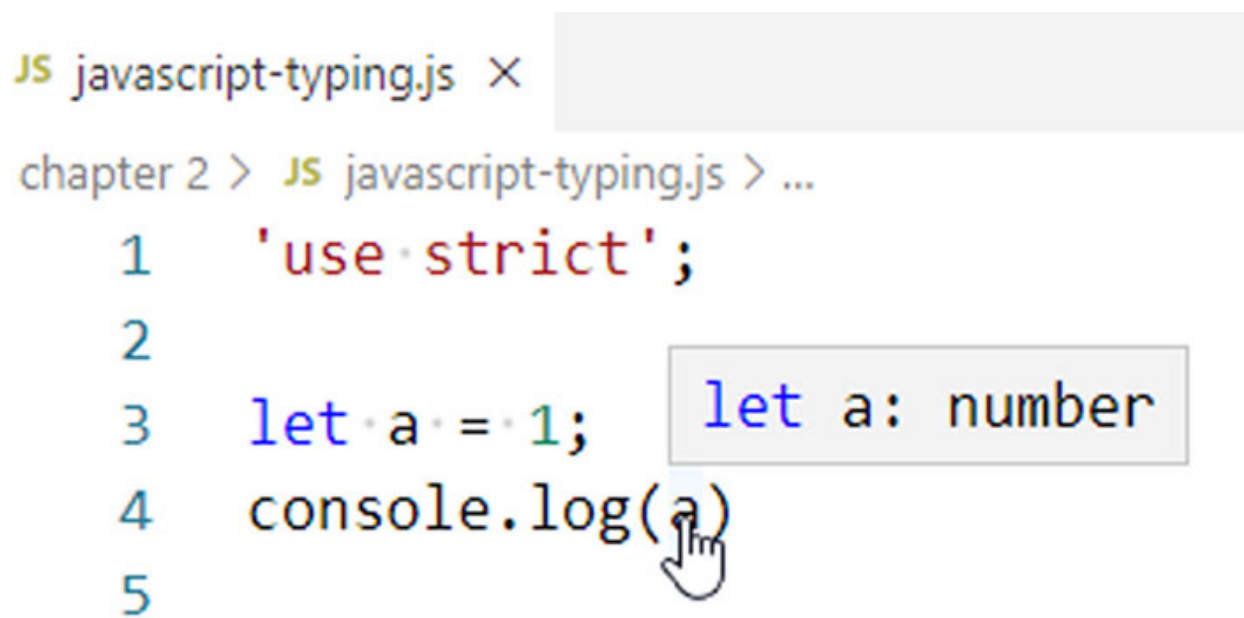 JS javascript-typing.js ×
chapter 2 > JS javascript-typing.js > ...
1 'use strict';
2
let a: number
3 let a = 1;
4 console.log(a)
5